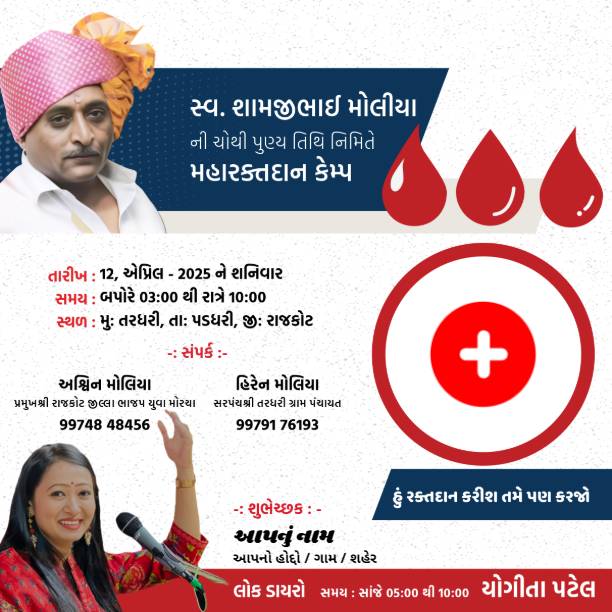 સ્વ. શામજીભાઈ મોલીયા
ની ચોથી પુણ્ય તિથિ નિમિતે
મહારક્તદાન કેમ્પ
તારીખ : 12, એપ્રિલ - 2025 ને શનિવાર
સમય : બપોરે 03:00 થી રાત્રે 10:00
સ્થળ : મુ: તરઘરી, તા: પડધરી, જી: રાજકોટ
-: સંપર્ક :-
અશ્વિન મોલિયા
પ્રમુખશ્રી રાજકોટ જીલ્લા ભાજપ યુવા મોરચા
99748 48456
હિરેન મોલિયા
સરપંચશ્રી તરઘરી ગ્રામ પંચાયત
99791 76193
હું રક્તદાન કરીશ તમે પણ કરજો
-: શુભેચ્છક : -
આપનું નામ
આપનો હોદ્દો / ગામ / શહેર
લોક ડાયરો સમય : સાંજે 05:00 થી 10:00 યોગીતા પટેલ